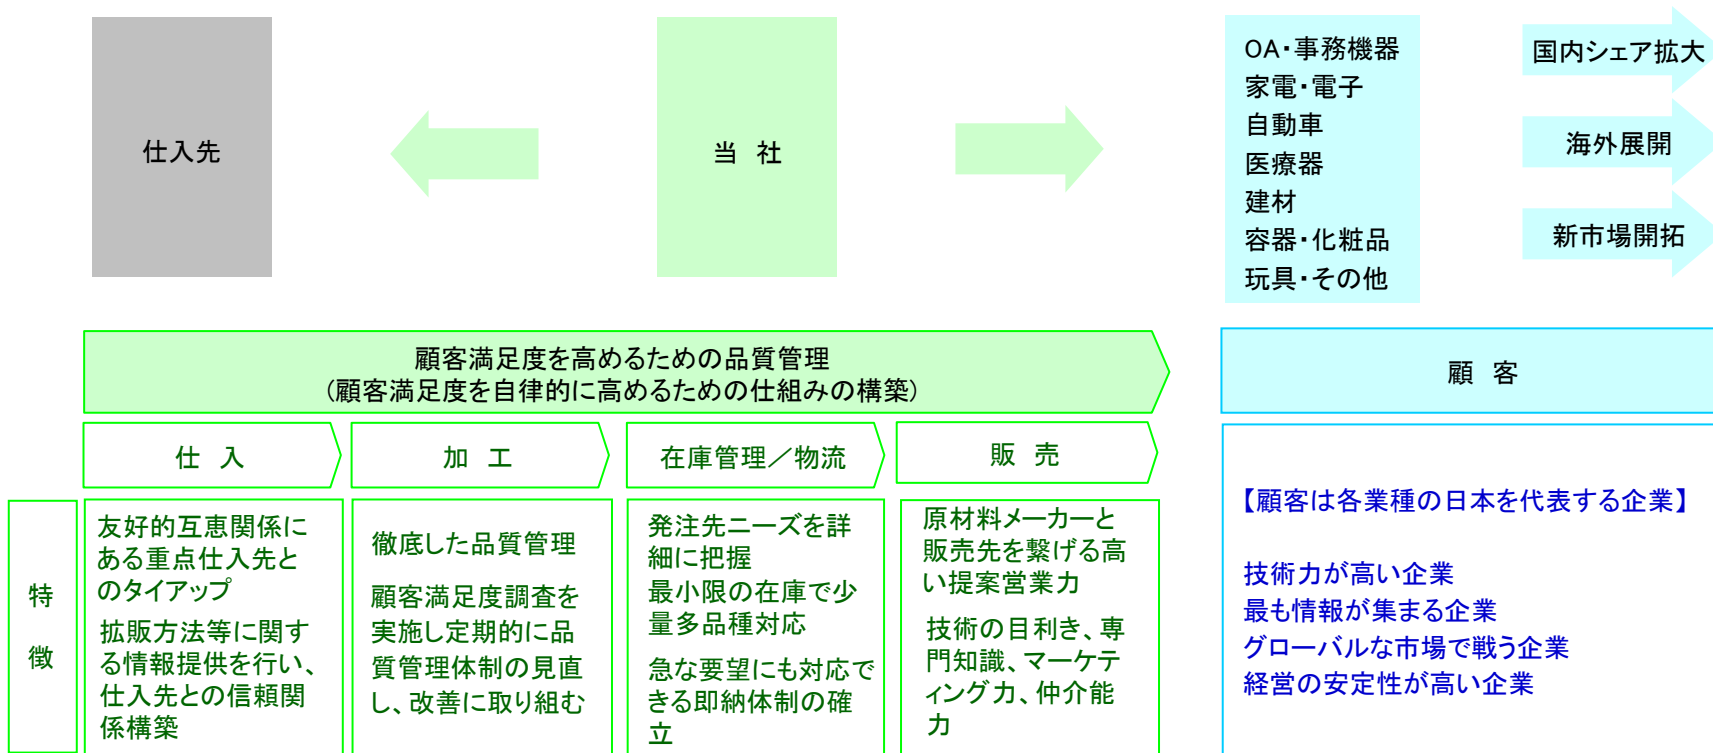 仕入先
当 社
OA・事務機器
家電・電子
自動車
医療器
建材
容器・化粧品
玩具・その他
国内シェア拡大
海外展開
新市場開拓
顧客満足度を高めるための品質管理
(顧客満足度を自律的に高めるための仕組みの構築)
顧 客
仕 入
加 工
在庫管理／物流
販 売
特
徴
友好的互恵関係に
ある重点仕入先と
のタイアップ
拡販方法等に関す
る情報提供を行い、
仕入先との信頼関
係構築
徹底した品質管理
顧客満足度調査を
実施し定期的に品
質管理体制の見直
し、改善に取り組む
発注先ニーズを詳
細に把握
最小限の在庫で少
量多品種対応
急な要望にも対応で
きる即納体制の確
立
原材料メーカーと
販売先を繋げる高
い提案営業力
技術の目利き、専
門知識、マーケテ
ィング力、仲介能
力
【顧客は各業種の日本を代表する企業】
技術力が高い企業
最も情報が集まる企業
グローバルな市場で戦う企業
経営の安定性が高い企業